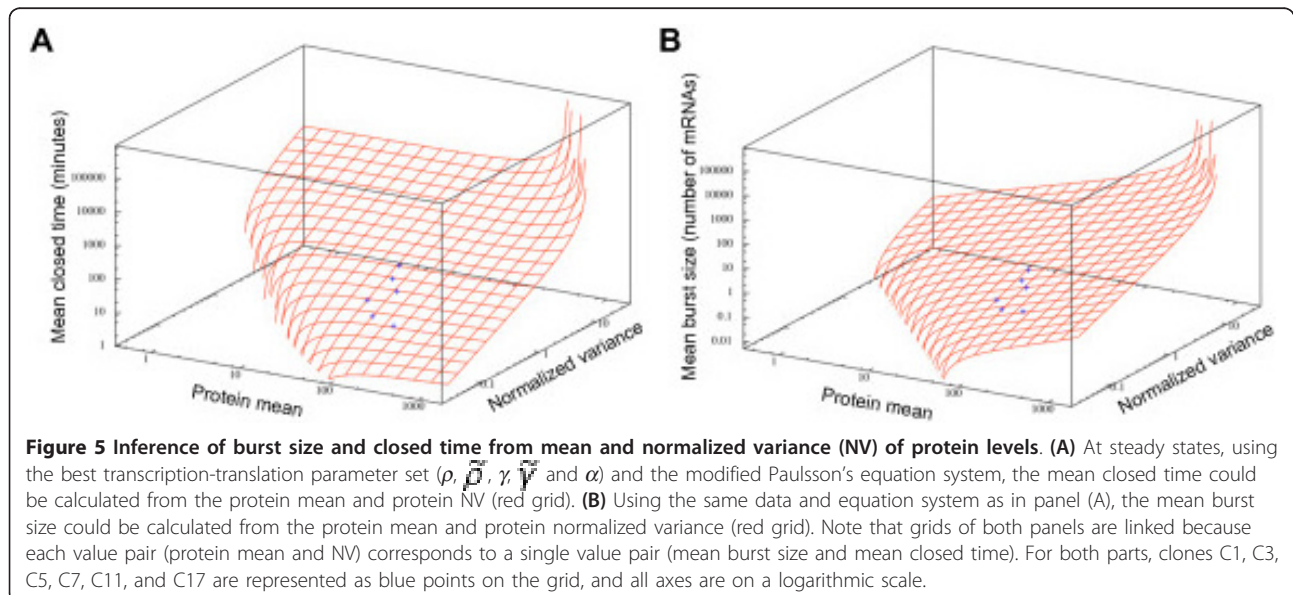 A
Mean closed time (minutes)
100000
10000
1000
100
10
1
1
10
100
1000
Protein mean
0.1
1
10
Normalized variance
B
Mean burst size (number of mRNAs)
100000
10000
1000
100
10
1
0.1
0.01
1
10
100
1000
Protein mean
0.1
1
10
Normalized variance
Figure 5 Inference of burst size and closed time from mean and normalized variance (NV) of protein levels. (A) At steady states, using
the best transcription-translation parameter set (ρ, ρ̃, γ, γ̃ and α) and the modified Paulsson's equation system, the mean closed time could
be calculated from the protein mean and protein NV (red grid). (B) Using the same data and equation system as in panel (A), the mean burst
size could be calculated from the protein mean and protein normalized variance (red grid). Note that grids of both panels are linked because
each value pair (protein mean and NV) corresponds to a single value pair (mean burst size and mean closed time). For both parts, clones C1, C3,
C5, C7, C11, and C17 are represented as blue points on the grid, and all axes are on a logarithmic scale.